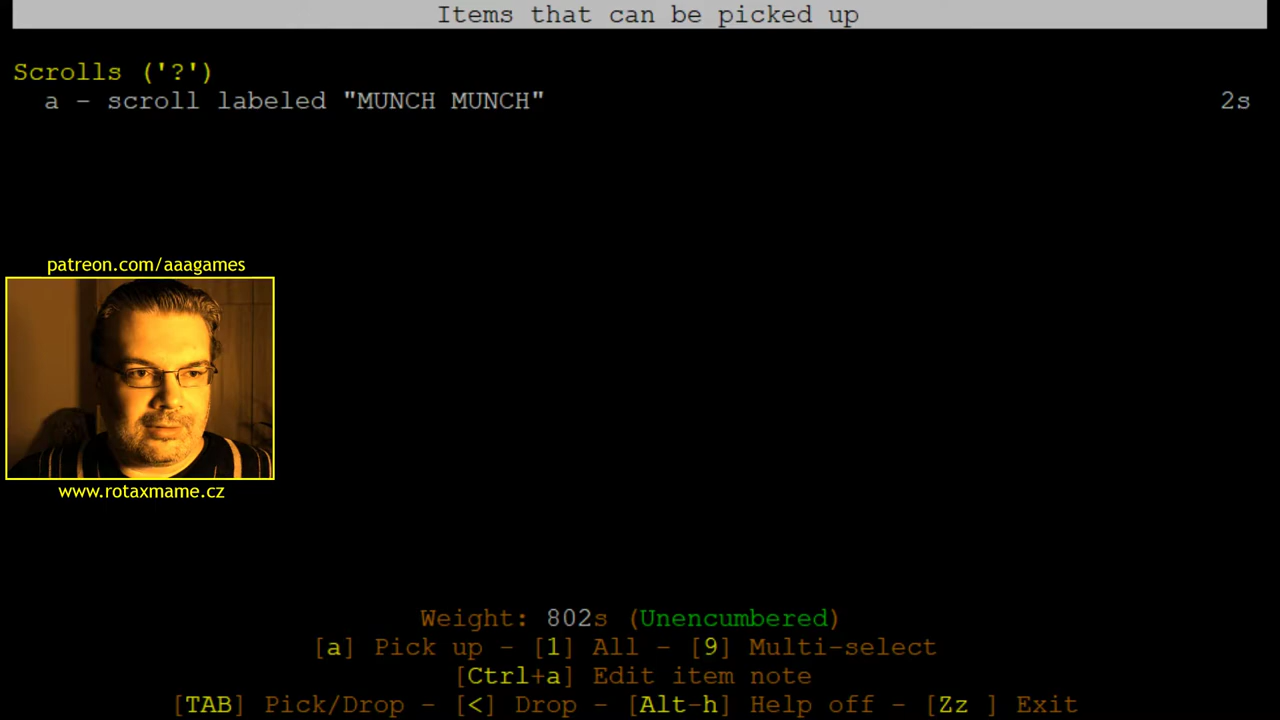 Items that can be picked up
Scrolls ('?')
a - scroll labeled "MUNCH MUNCH" 2s
patreon.com/aaagames
www.rotaxmame.cz
Weight: 802s (Unencumbered)
[a] Pick up - [1] All - [9] Multi-select
[Ctrl+a] Edit item note
[TAB] Pick/Drop - [<] Drop - [Alt-h] Help off - [Zz ] Exit